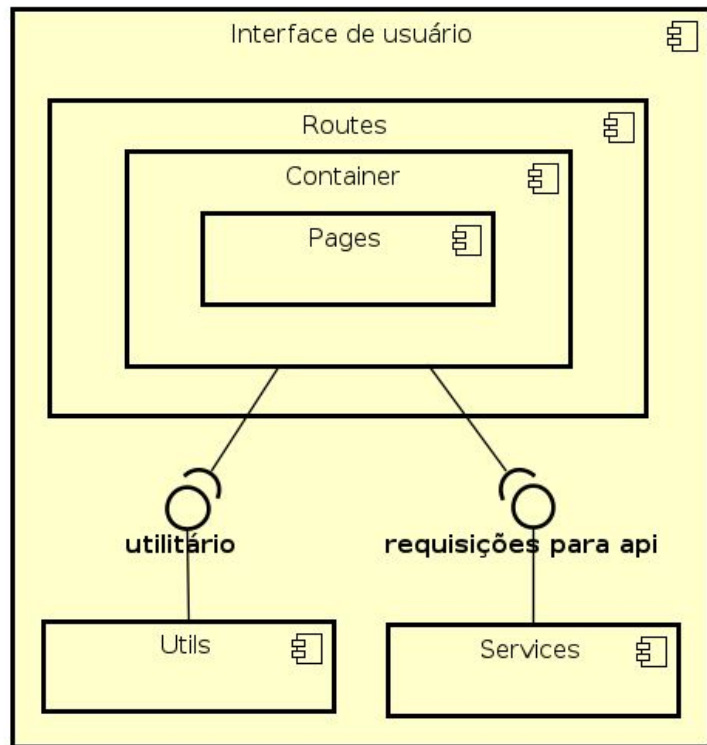 Interface de usuário
Routes
Container
Pages
utilitário
requisições para api
Utils
Services